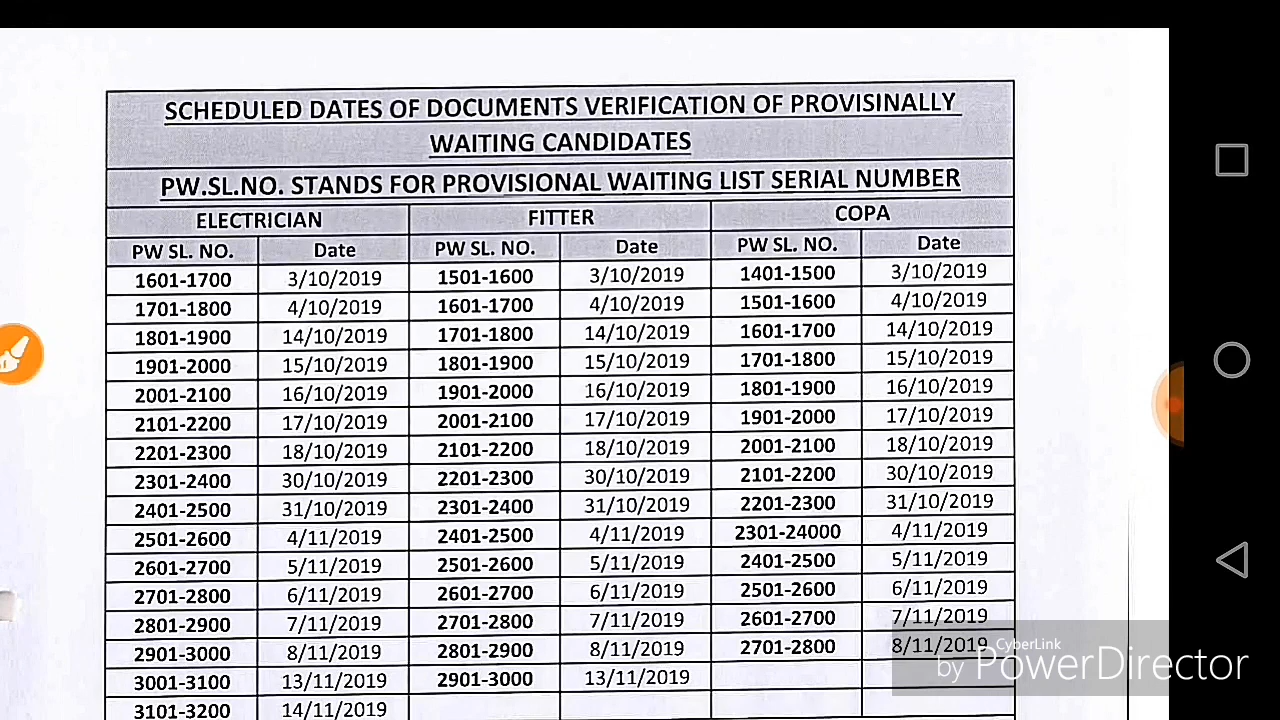 SCHEDULED DATES OF DOCUMENTS VERIFICATION OF PROVISINALLY
WAITING CANDIDATES
PW.SL.NO. STANDS FOR PROVISIONAL WAITING LIST SERIAL NUMBER
ELECTRICIAN FITTER COPA
PW SL. NO. Date PW SL. NO. Date PW SL. NO. Date
1601-1700 3/10/2019 1501-1600 3/10/2019 1401-1500 3/10/2019
1701-1800 4/10/2019 1601-1700 4/10/2019 1501-1600 4/10/2019
1801-1900 14/10/2019 1701-1800 14/10/2019 1601-1700 14/10/2019
1901-2000 15/10/2019 1801-1900 15/10/2019 1701-1800 15/10/2019
2001-2100 16/10/2019 1901-2000 16/10/2019 1801-1900 16/10/2019
2101-2200 17/10/2019 2001-2100 17/10/2019 1901-2000 17/10/2019
2201-2300 18/10/2019 2101-2200 18/10/2019 2001-2100 18/10/2019
2301-2400 30/10/2019 2201-2300 30/10/2019 2101-2200 30/10/2019
2401-2500 31/10/2019 2301-2400 31/10/2019 2201-2300 31/10/2019
2501-2600 4/11/2019 2401-2500 4/11/2019 2301-24000 4/11/2019
2601-2700 5/11/2019 2501-2600 5/11/2019 2401-2500 5/11/2019
2701-2800 6/11/2019 2601-2700 6/11/2019 2501-2600 6/11/2019
2801-2900 7/11/2019 2701-2800 7/11/2019 2601-2700 7/11/2019
2901-3000 8/11/2019 2801-2900 8/11/2019 2701-2800 8/11/2019
3001-3100 13/11/2019 2901-3000 13/11/2019
3101-3200 14/11/2019
CyberLink
by PowerDirector